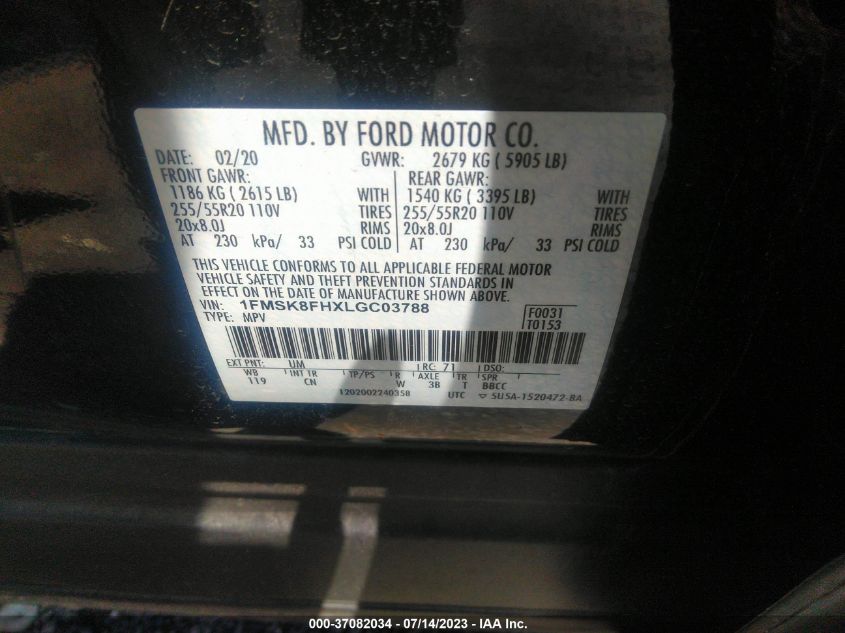 MFD. BY FORD MOTOR CO.
DATE: 02/20 GVWR: 2679 KG ( 5905 LB)
FRONT GAWR: REAR GAWR:
1186 KG ( 2615 LB) WITH 1540 KG ( 3395 LB) WITH
255/55R20 110V TIRES 255/55R20 110V TIRES
20x8.0J RIMS 20x8.0J RIMS
AT 230 kPa/ 33 PSI COLD AT 230 kPa/ 33 PSI COLD
THIS VEHICLE CONFORMS TO ALL APPLICABLE FEDERAL MOTOR
VEHICLE SAFETY AND THEFT PREVENTION STANDARDS IN
EFFECT ON THE DATE OF MANUFACTURE SHOWN ABOVE.
VIN: 1FMSK8FHXLGC03788 F0031
TYPE: MPV T0153
EXT PNT: UM RC: 71 DSO:
WB INT TR TP/PS R AXLE TR SPR
119 CN W 3B T BBCC
1202002240358 UTC ▽ 5U5A-1520472-BA
000-37082034 - 07/14/2023 - IAA Inc.